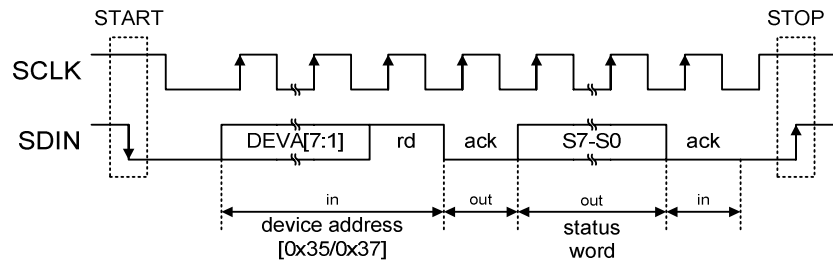 START
STOP
SCLK
SDIN
DEVA[7:1]
rd
ack
S7-S0
ack
in
out
out
in
device address
[0x35/0x37]
status
word